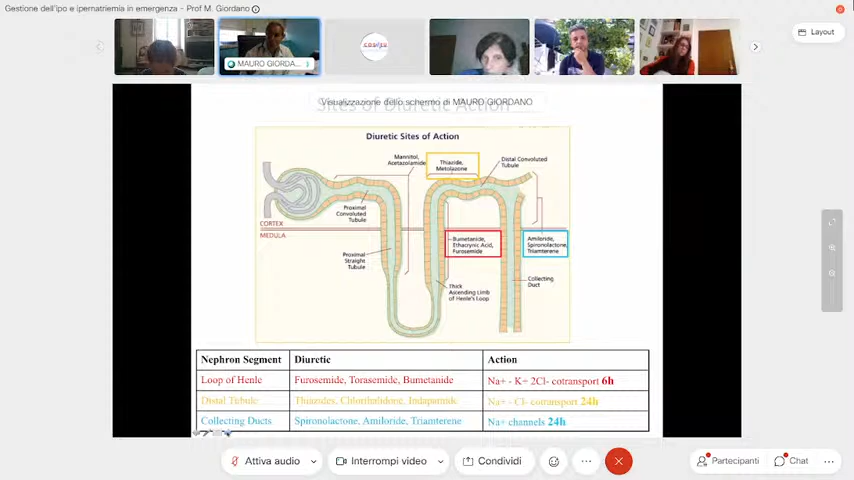 Gestione dell'ipo e ipernatriemia in emergenza - Prof M. Giordano
Layout
MAURO GIORDA...
Visualizzazione dello schermo di MAURO GIORDANO
Sites of Diuretic Action
Diuretic Sites of Action
Mannitol,
Acetazolamide
Thiazide,
Metolazone
Distal Convoluted
Tubule
Proximal
Convoluted
Tubule
CORTEX
MEDULA
Bumetanide,
Ethacrynic Acid,
Furosemide
Amiloride,
Spironolactone,
Triamterene
Proximal
Straight
Tubule
Thick
Ascending Limb
of Henle's Loop
Collecting
Duct
Nephron Segment Diuretic Action
Loop of Henle Furosemide, Torasemide, Bumetanide Na+ - K+ 2Cl- cotransport 6h
Distal Tubule Thiazides, Chlorthalidone, Indapamide Na+ - Cl- cotransport 24h
Collecting Ducts Spironolactone, Amiloride, Triamterene Na+ channels 24h
Attiva audio Interrompi video Condividi Partecipanti Chat